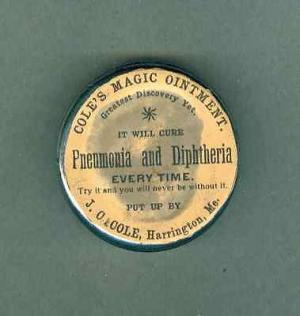 COLE'S MAGIC OINTMENT.
Greatest Discovery Yet.
IT WILL CURE
Pneumonia and Diphtheria
EVERY TIME.
Try it and you will never be without it.
PUT UP BY
J. O. COLE, Harrington, Me.